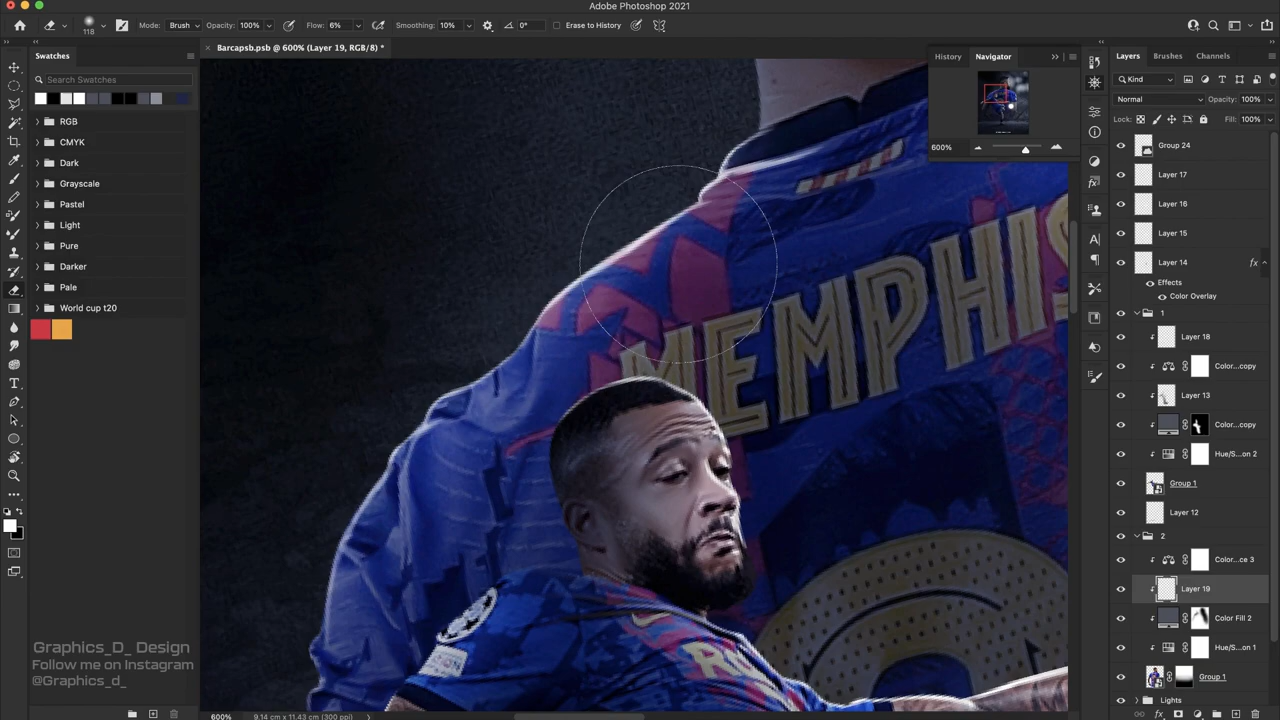 Adobe Photoshop 2021
118
Mode: Brush
Opacity: 100%
Flow: 6%
Smoothing: 10%
0°
Erase to History
Swatches
Barcapsb.psb @ 600% (Layer 19, RGB/8) *
Search Swatches
RGB
CMYK
Dark
Grayscale
Pastel
Light
Pure
Darker
Pale
World cup t20
History
Navigator
600%
MEMPHIS
Graphics_D_ Design
Follow me on Instagram
@Graphics_d_
600%
9.14 cm x 11.43 cm (300 ppi)
Layers
Brushes
Channels
Kind
Normal
Opacity: 100%
Lock:
Fill: 100%
Group 24
Layer 17
Layer 16
Layer 15
Layer 14
fx
Effects
Color Overlay
1
Layer 18
Color...copy
Layer 13
Color...copy
Hue/S...on 2
Group 1
Layer 12
2
Color...ce 3
Layer 19
Color Fill 2
Hue/S...on 1
Group 1
Lights
fx